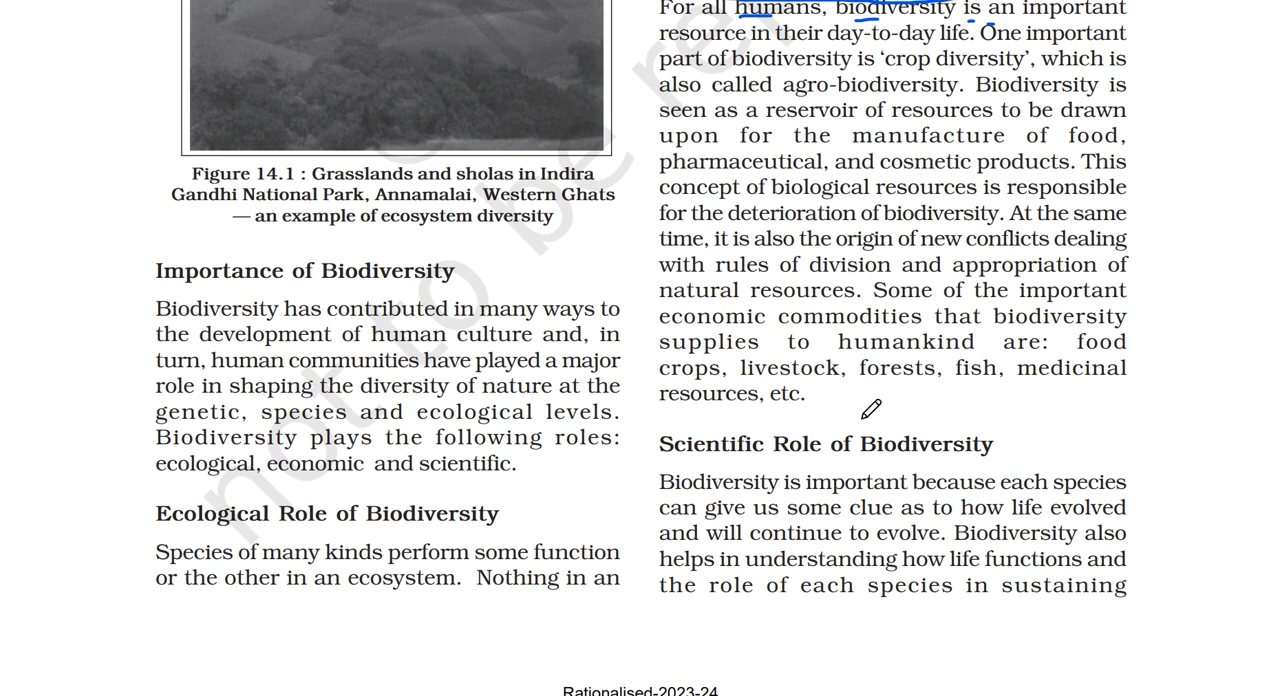 Figure 14.1 : Grasslands and sholas in Indira
Gandhi National Park, Annamalai, Western Ghats
— an example of ecosystem diversity
Importance of Biodiversity
Biodiversity has contributed in many ways to
the development of human culture and, in
turn, human communities have played a major
role in shaping the diversity of nature at the
genetic, species and ecological levels.
Biodiversity plays the following roles:
ecological, economic and scientific.
Ecological Role of Biodiversity
Species of many kinds perform some function
or the other in an ecosystem. Nothing in an
For all humans, biodiversity is an important
resource in their day-to-day life. One important
part of biodiversity is ‘crop diversity’, which is
also called agro-biodiversity. Biodiversity is
seen as a reservoir of resources to be drawn
upon for the manufacture of food,
pharmaceutical, and cosmetic products. This
concept of biological resources is responsible
for the deterioration of biodiversity. At the same
time, it is also the origin of new conflicts dealing
with rules of division and appropriation of
natural resources. Some of the important
economic commodities that biodiversity
supplies to humankind are: food
crops, livestock, forests, fish, medicinal
resources, etc.
Scientific Role of Biodiversity
Biodiversity is important because each species
can give us some clue as to how life evolved
and will continue to evolve. Biodiversity also
helps in understanding how life functions and
the role of each species in sustaining
not to be re
Rationalised-2023-24